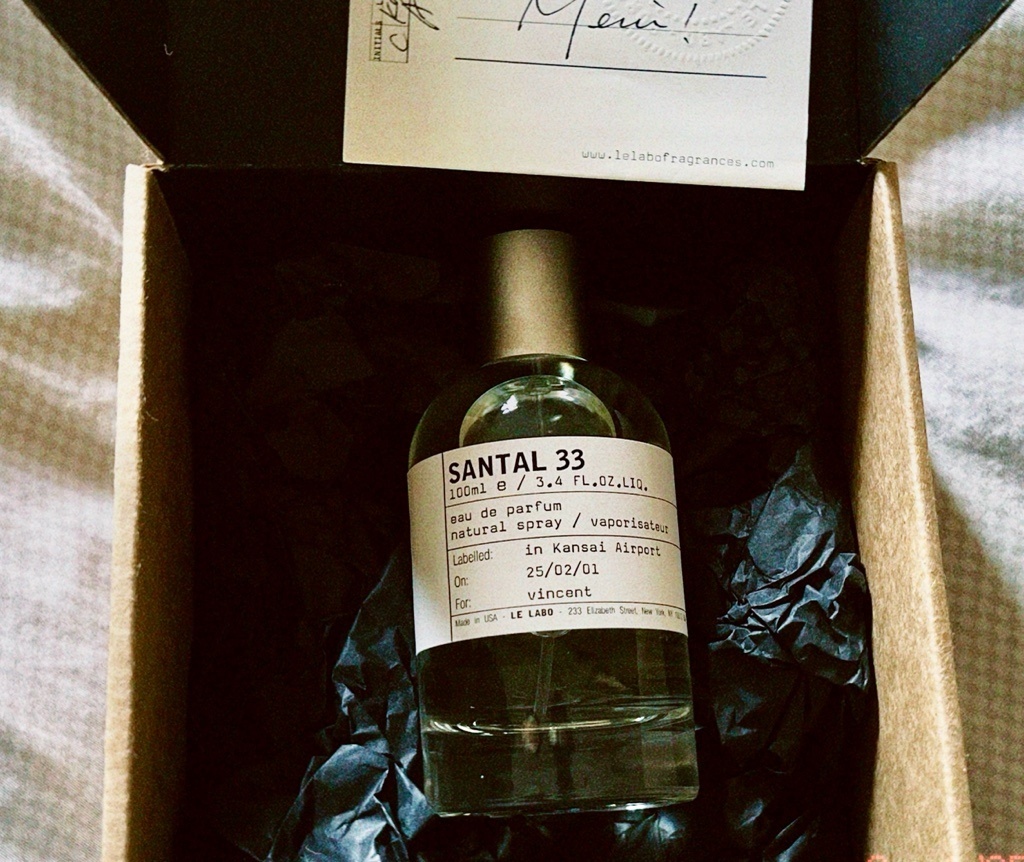 INITIALS
Merci!
www.lelabofragrances.com
SANTAL 33
100ml e / 3.4 FL.OZ.LIQ.
eau de parfum
natural spray / vaporisateur
Labelled: in Kansai Airport
On: 25/02/01
For: vincent
Made in USA - LE LABO - 233 Elizabeth Street, New York, NY